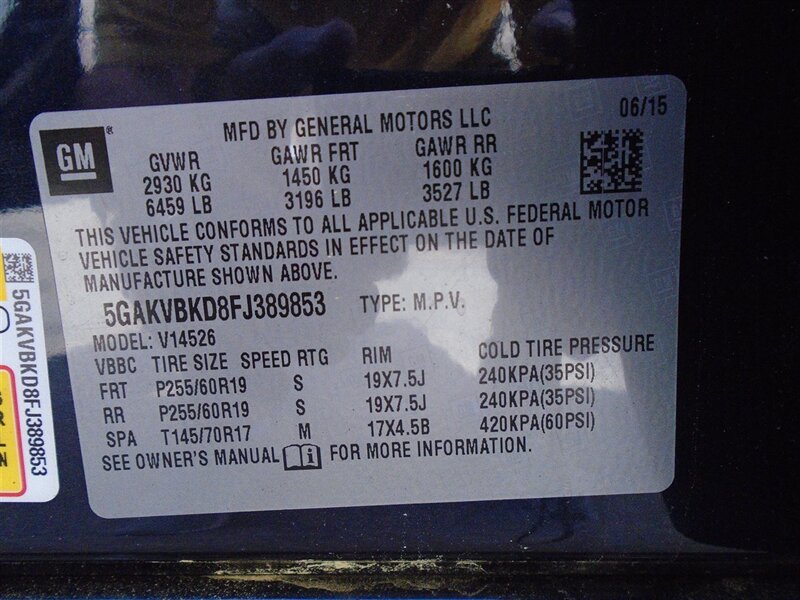 GM
®
MFD BY GENERAL MOTORS LLC
06/15
GVWR GAWR FRT GAWR RR
2930 KG 1450 KG 1600 KG
6459 LB 3196 LB 3527 LB
THIS VEHICLE CONFORMS TO ALL APPLICABLE U.S. FEDERAL MOTOR
VEHICLE SAFETY STANDARDS IN EFFECT ON THE DATE OF
MANUFACTURE SHOWN ABOVE.
5GAKVBKD8FJ389853 TYPE: M.P.V.
MODEL: V14526
VBBC TIRE SIZE SPEED RTG RIM COLD TIRE PRESSURE
FRT P255/60R19 S 19X7.5J 240KPA(35PSI)
RR P255/60R19 S 19X7.5J 240KPA(35PSI)
SPA T145/70R17 M 17X4.5B 420KPA(60PSI)
SEE OWNER'S MANUAL i FOR MORE INFORMATION.
5GAKVBKD8FJ389853